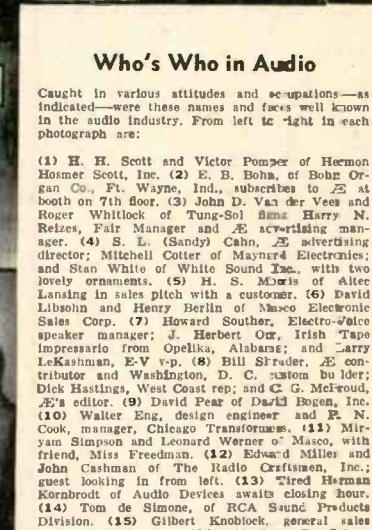 Who's Who in Audio
Caught in various attitudes and occupations—as
indicated—were these names and faces well known
in the audio industry. From left to right in each
photograph are:
(1) H. H. Scott and Victor Pomper of Hermon
Hosmer Scott, Inc. (2) E. B. Bohn, of Bohn Or-
gan Co., Ft. Wayne, Ind., subscribes to Æ at
booth on 7th floor. (3) John D. Van der Veer and
Roger Whitlock of Tung-Sol Harry N.
Reizes, Fair Manager and Æ advertising man-
ager. (4) S. L. (Sandy) Cahn, Æ advertising
director; Mitchell Cotter of Maynard Electronics;
and Stan White of White Sound Inc., with two
lovely ornaments. (5) H. S. Morris of Altec
Lansing in sales pitch with a customer. (6) David
Libsohn and Henry Berlin of Masco Electronic
Sales Corp. (7) Howard Souther, Electro-Voice
speaker manager; J. Herbert Orr, Irish Tape
impressario from Opelika, Alabama; and Larry
LeKashman, E-V v-p. (8) Bill Shrader, Æ con-
tributor and Washington, D. C. custom builder;
Dick Hastings, West Coast rep; and C. G. McProud,
Æ's editor. (9) David Pear of David Bogen, Inc.
(10) Walter Eng, design engineer and P. N.
Cook, manager, Chicago Transformers. (11) Mir-
yam Simpson and Leonard Werner of Masco, with
friend, Miss Freedman. (12) Edward Miller and
John Cashman of The Radio Craftsmen, Inc.;
guest looking in from left. (13) Tired Herman
Kornbrodt of Audio Devices awaits closing hour.
(14) Tom de Simone, of RCA Sound Products
Division. (15) Gilbert Knoblock, general sales